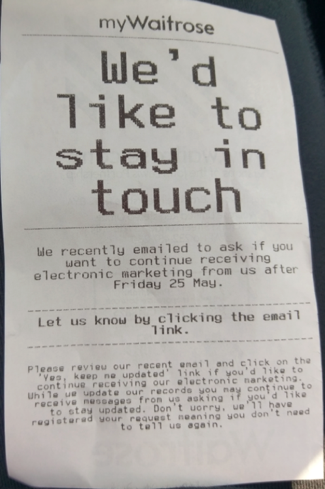 myWaitrose
We'd
like to
stay in
touch
We recently emailed to ask if you
want to continue receiving
electronic marketing from us after
Friday 25 May.
Let us know by clicking the email
link.
Please review our recent email and click on the
'Yes, keep me updated' link if you'd like to
continue receiving our electronic marketing.
While we update our records you may continue to
receive messages from us asking if you'd like
to stay updated. Don't worry, we'll have
registered your request meaning you don't need
to tell us again.